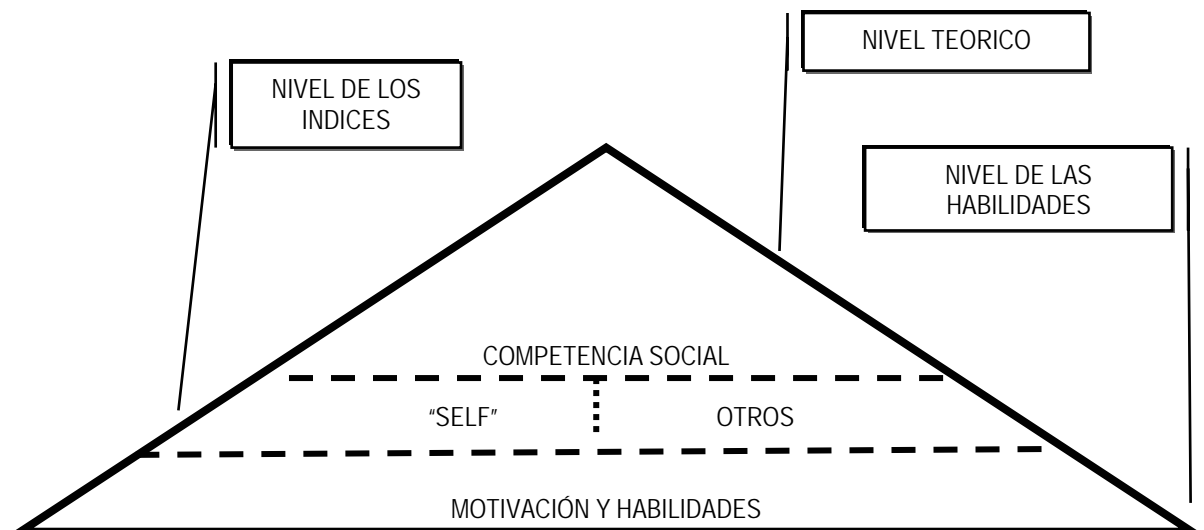 NIVEL TEORICO
NIVEL DE LOS
INDICES
NIVEL DE LAS
HABILIDADES
COMPETENCIA SOCIAL
“SELF”
OTROS
MOTIVACIÓN Y HABILIDADES